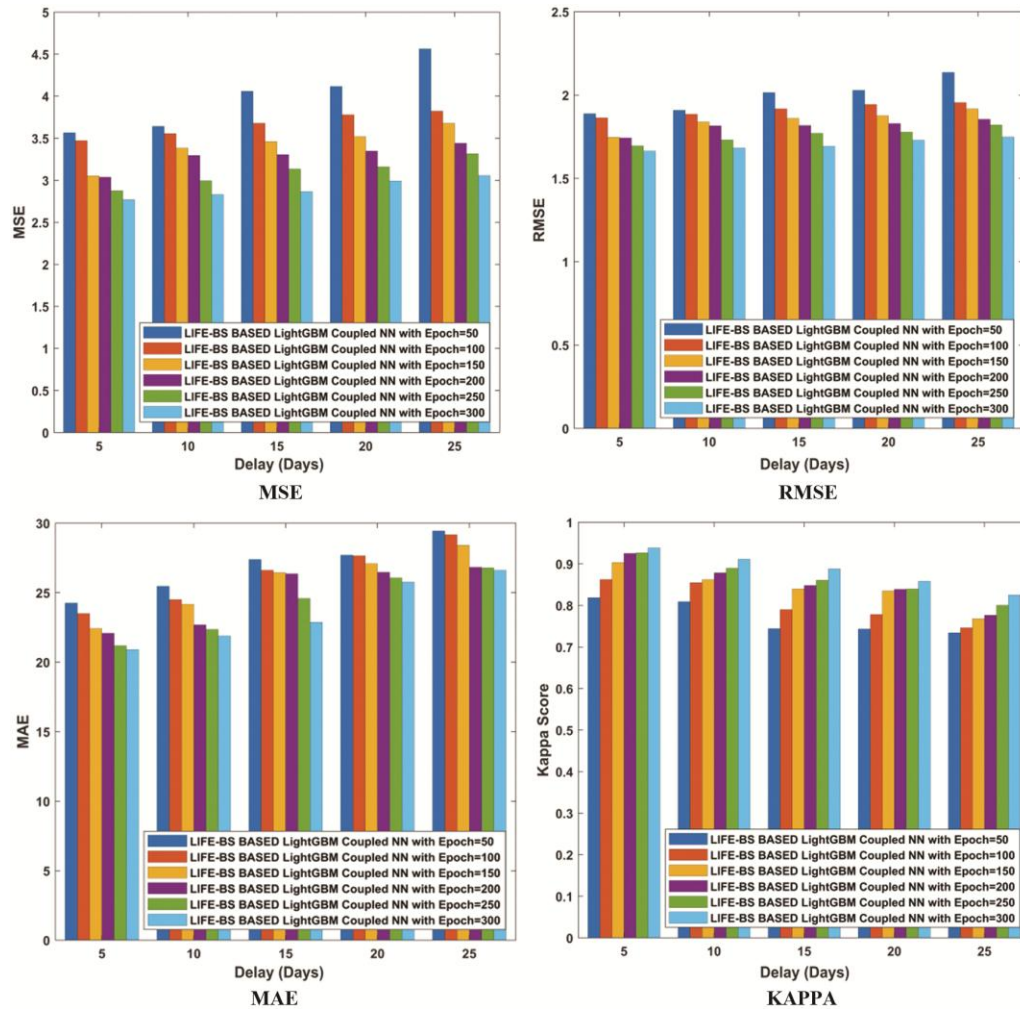 5
4.5
4
3.5
3
2.5
2
1.5
1
0.5
0
MSE
LIFE-BS BASED LightGBM Coupled NN with Epoch=50
LIFE-BS BASED LightGBM Coupled NN with Epoch=100
LIFE-BS BASED LightGBM Coupled NN with Epoch=150
LIFE-BS BASED LightGBM Coupled NN with Epoch=200
LIFE-BS BASED LightGBM Coupled NN with Epoch=250
LIFE-BS BASED LightGBM Coupled NN with Epoch=300
5 10 15 20 25
Delay (Days)
MSE
2.5
2
1.5
1
0.5
0
RMSE
LIFE-BS BASED LightGBM Coupled NN with Epoch=50
LIFE-BS BASED LightGBM Coupled NN with Epoch=100
LIFE-BS BASED LightGBM Coupled NN with Epoch=150
LIFE-BS BASED LightGBM Coupled NN with Epoch=200
LIFE-BS BASED LightGBM Coupled NN with Epoch=250
LIFE-BS BASED LightGBM Coupled NN with Epoch=300
5 10 15 20 25
Delay (Days)
RMSE
30
25
20
15
10
5
0
MAE
LIFE-BS BASED LightGBM Coupled NN with Epoch=50
LIFE-BS BASED LightGBM Coupled NN with Epoch=100
LIFE-BS BASED LightGBM Coupled NN with Epoch=150
LIFE-BS BASED LightGBM Coupled NN with Epoch=200
LIFE-BS BASED LightGBM Coupled NN with Epoch=250
LIFE-BS BASED LightGBM Coupled NN with Epoch=300
5 10 15 20 25
Delay (Days)
MAE
1
0.9
0.8
0.7
0.6
0.5
0.4
0.3
0.2
0.1
0
Kappa Score
LIFE-BS BASED LightGBM Coupled NN with Epoch=50
LIFE-BS BASED LightGBM Coupled NN with Epoch=100
LIFE-BS BASED LightGBM Coupled NN with Epoch=150
LIFE-BS BASED LightGBM Coupled NN with Epoch=200
LIFE-BS BASED LightGBM Coupled NN with Epoch=250
LIFE-BS BASED LightGBM Coupled NN with Epoch=300
5 10 15 20 25
Delay (Days)
KAPPA